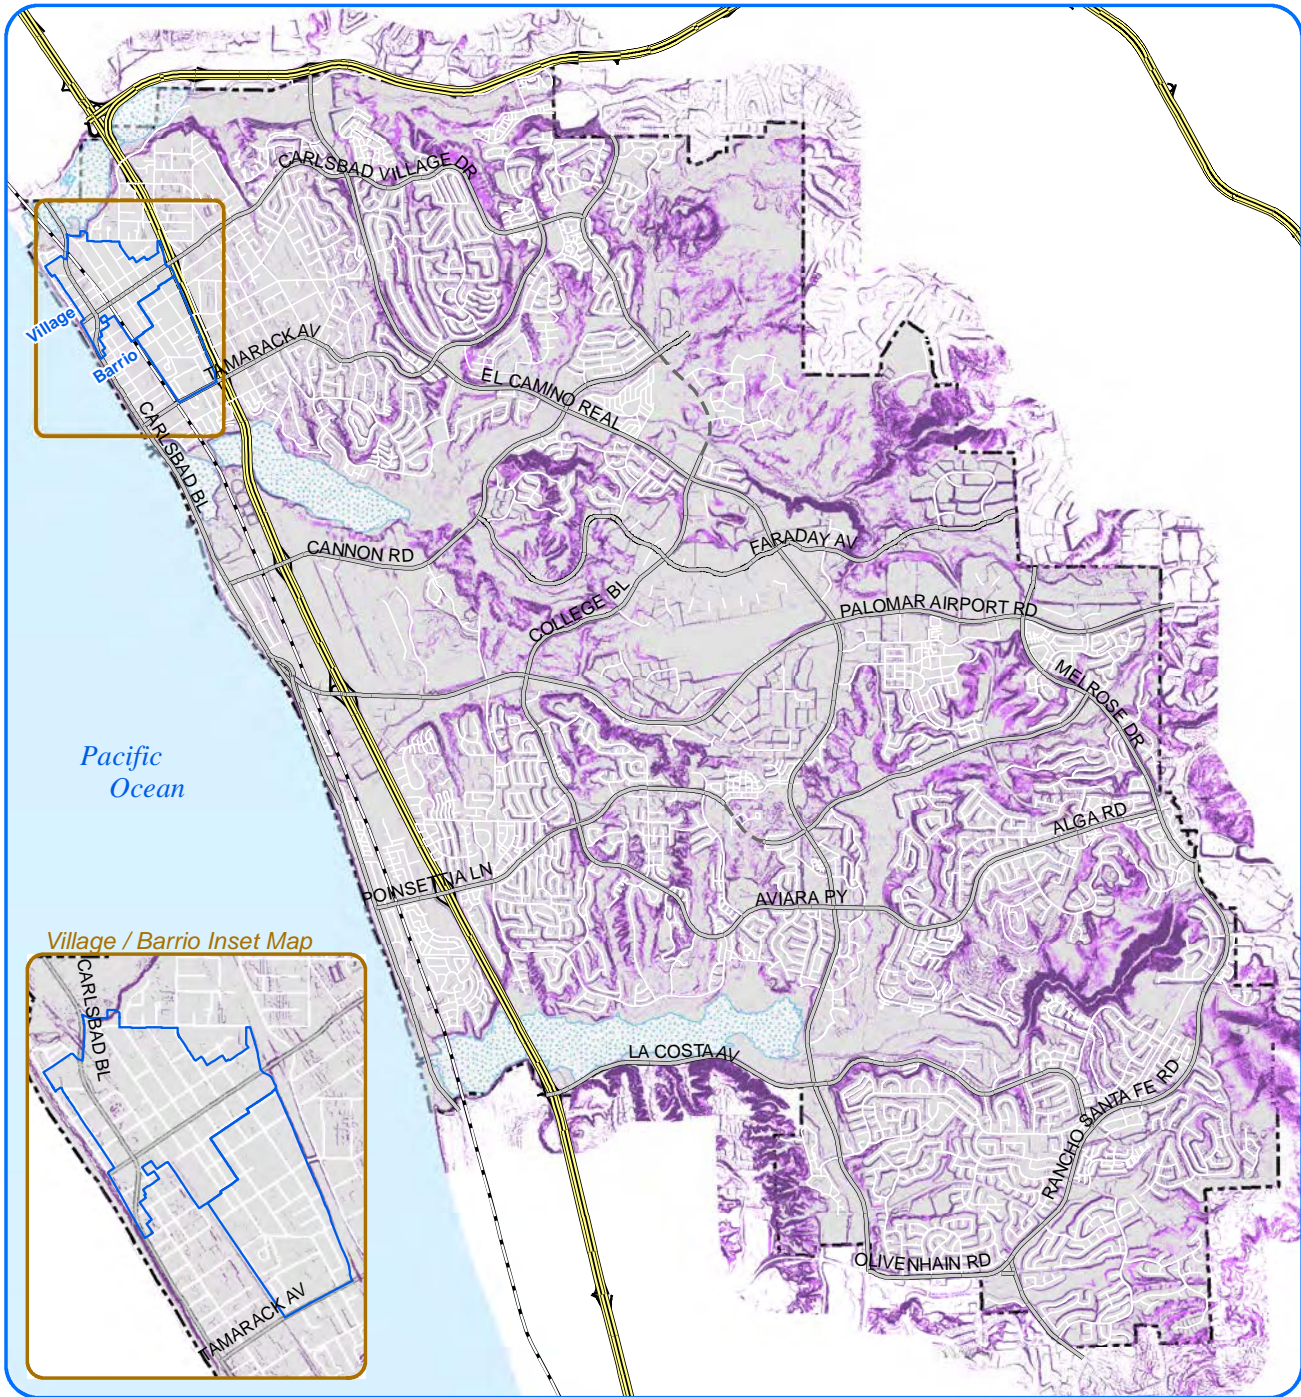 CARLSBAD VILLAGE DR
Village
Barrio
TAMARACK AV
EL CAMINO REAL
CARLSBAD BL
CANNON RD
FARADAY AV
COLLEGE BL
PALOMAR AIRPORT RD
MELROSE DR
Pacific
Ocean
ALGA RD
POINSETTIA LN
AVIARA PY
Village / Barrio Inset Map
CARLSBAD BL
LA COSTA AV
RANCHO SANTA FE RD
OLIVENHAIN RD
TAMARACK AV